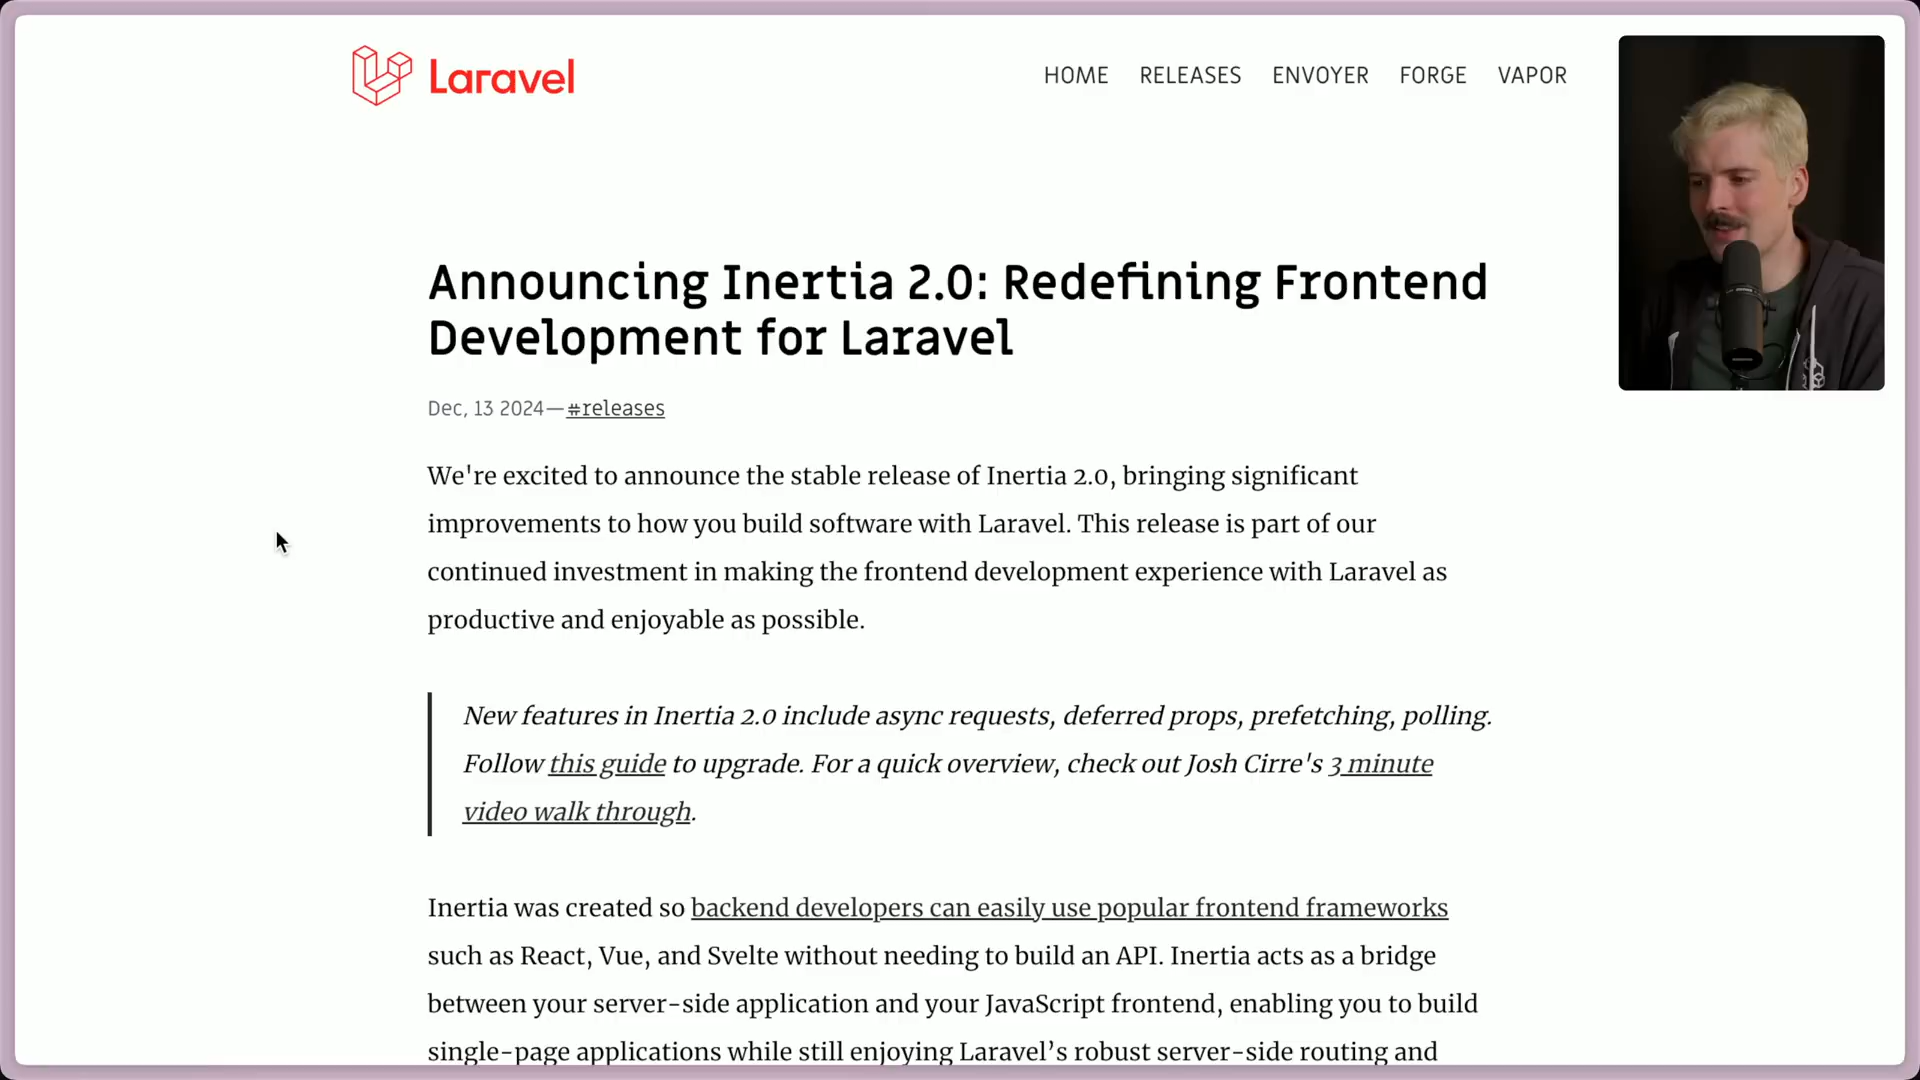 Laravel
HOME RELEASES ENVOYER FORGE VAPOR
Announcing Inertia 2.0: Redefining Frontend
Development for Laravel
Dec, 13 2024—#releases
We're excited to announce the stable release of Inertia 2.0, bringing significant
improvements to how you build software with Laravel. This release is part of our
continued investment in making the frontend development experience with Laravel as
productive and enjoyable as possible.
New features in Inertia 2.0 include async requests, deferred props, prefetching, polling.
Follow this guide to upgrade. For a quick overview, check out Josh Cirre's 3 minute
video walk through.
Inertia was created so backend developers can easily use popular frontend frameworks
such as React, Vue, and Svelte without needing to build an API. Inertia acts as a bridge
between your server-side application and your JavaScript frontend, enabling you to build
single-page applications while still enjoying Laravel’s robust server-side routing and